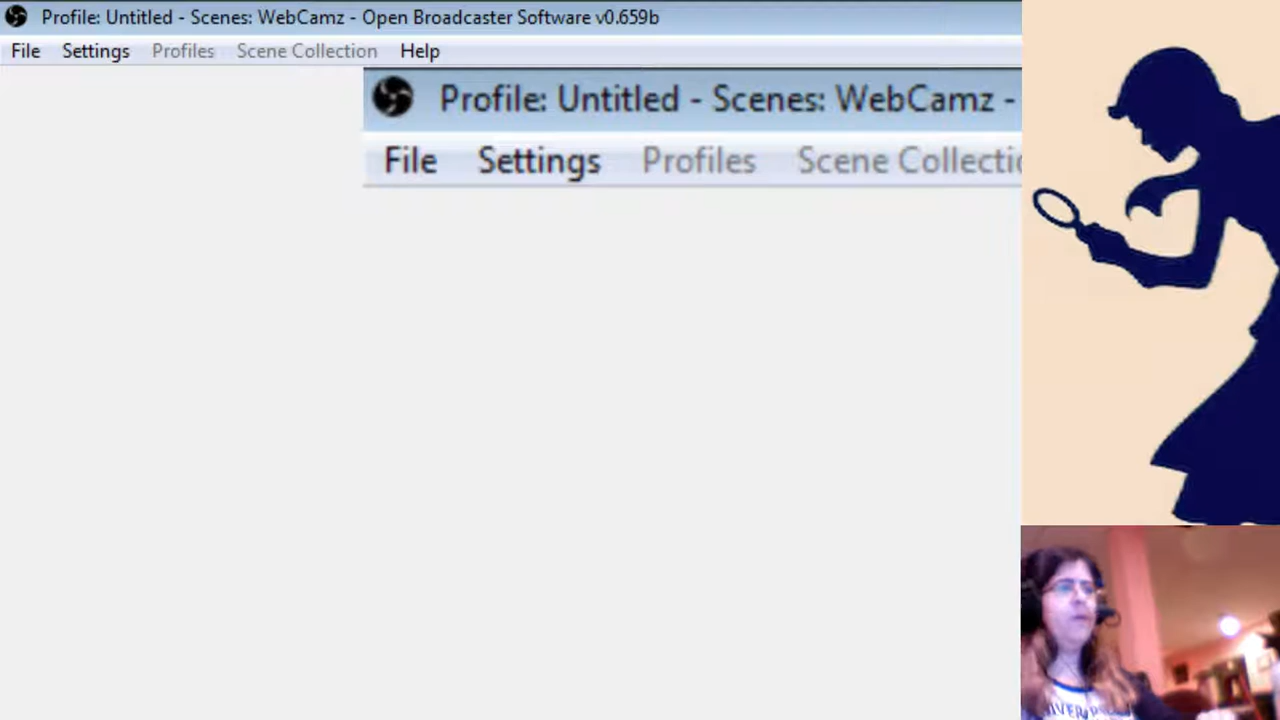 Profile: Untitled - Scenes: WebCamz - Open Broadcaster Software v0.659b
File Settings Profiles Scene Collection Help
Profile: Untitled - Scenes: WebCamz -
File Settings Profiles Scene Collectio